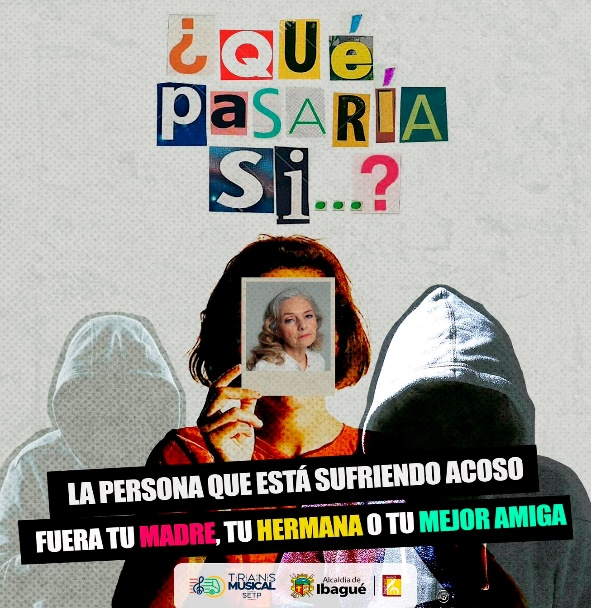 ¿QUé,
PaSARÍA
Si...?
LA PERSONA QUE ESTÁ SUFRIENDO ACOSO
FUERA TU MADRE, TU HERMANA O TU MEJOR AMIGA
TRANS
MUSICAL
SETP
Alcaldía de
Ibagué